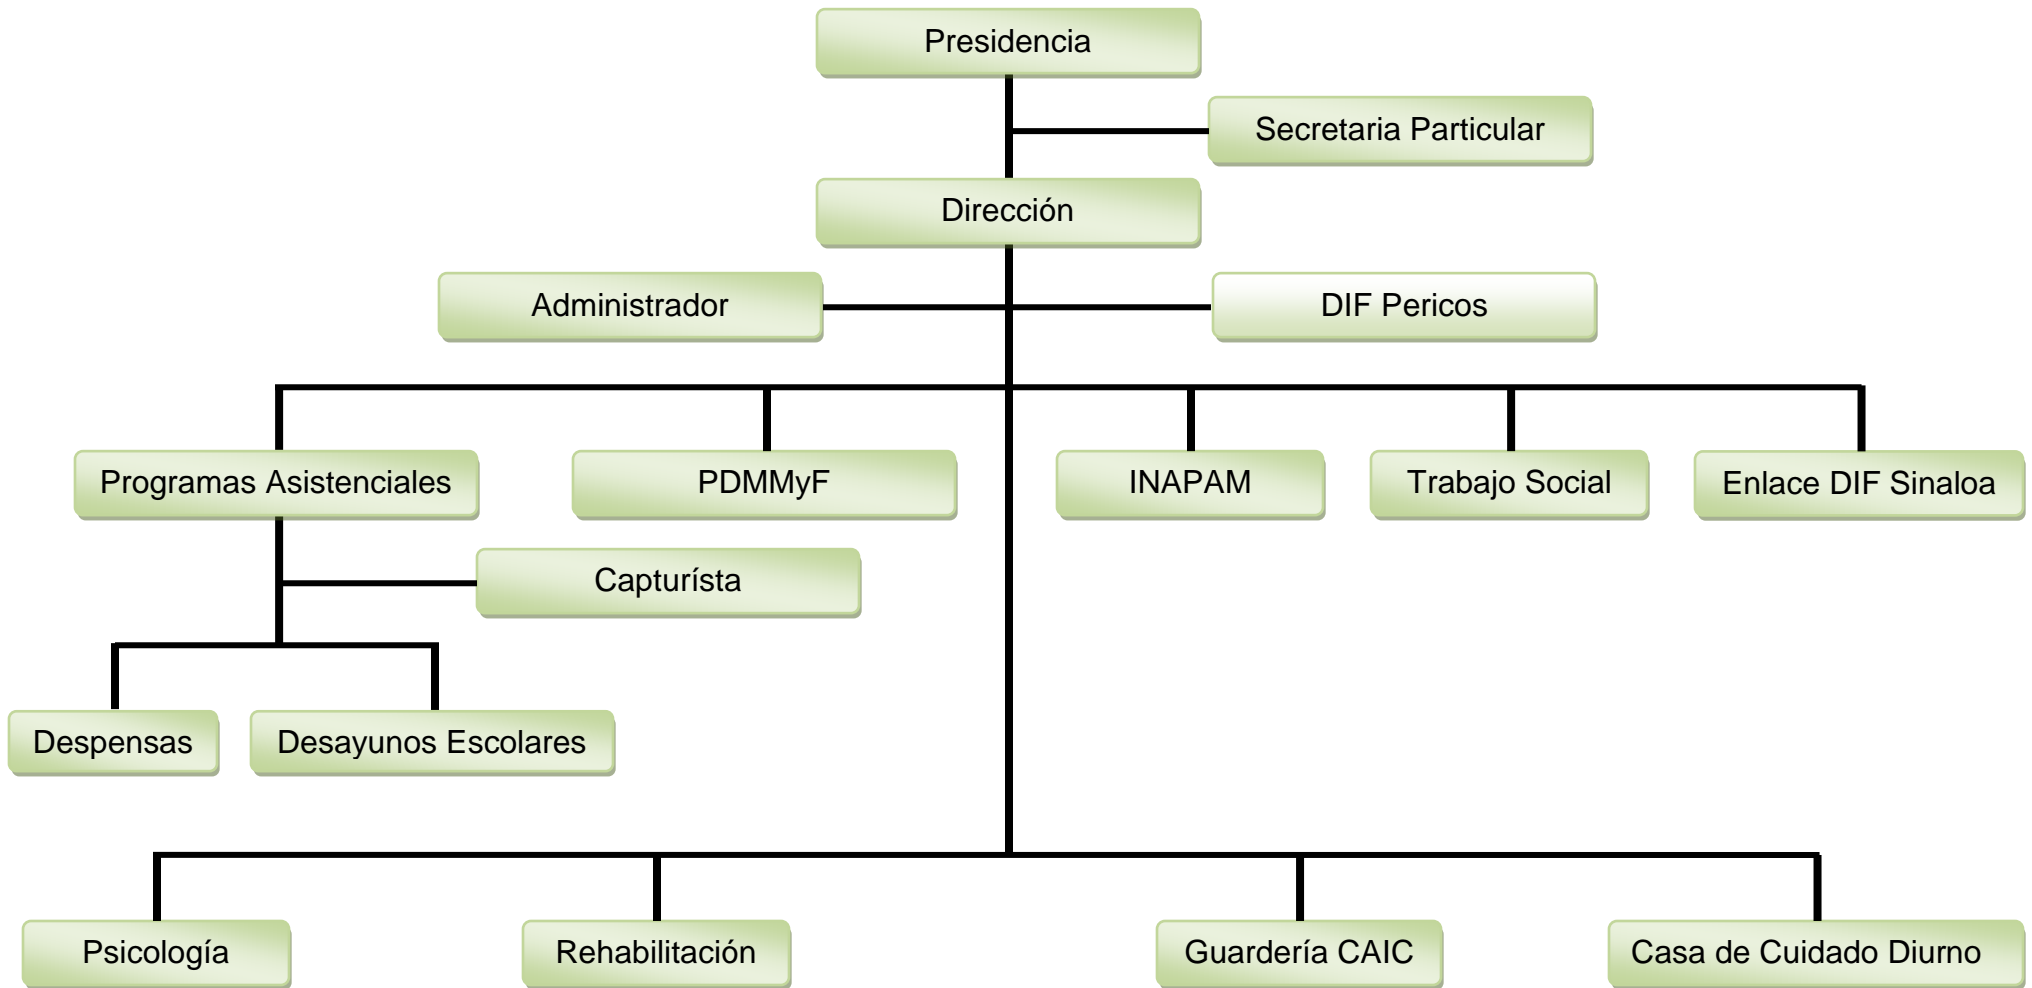 Presidencia
Secretaria Particular
Dirección
Administrador
DIF Pericos
Programas Asistenciales
PDMMyF
INAPAM
Trabajo Social
Enlace DIF Sinaloa
Capturísta
Despensas
Desayunos Escolares
Psicología
Rehabilitación
Guardería CAIC
Casa de Cuidado Diurno